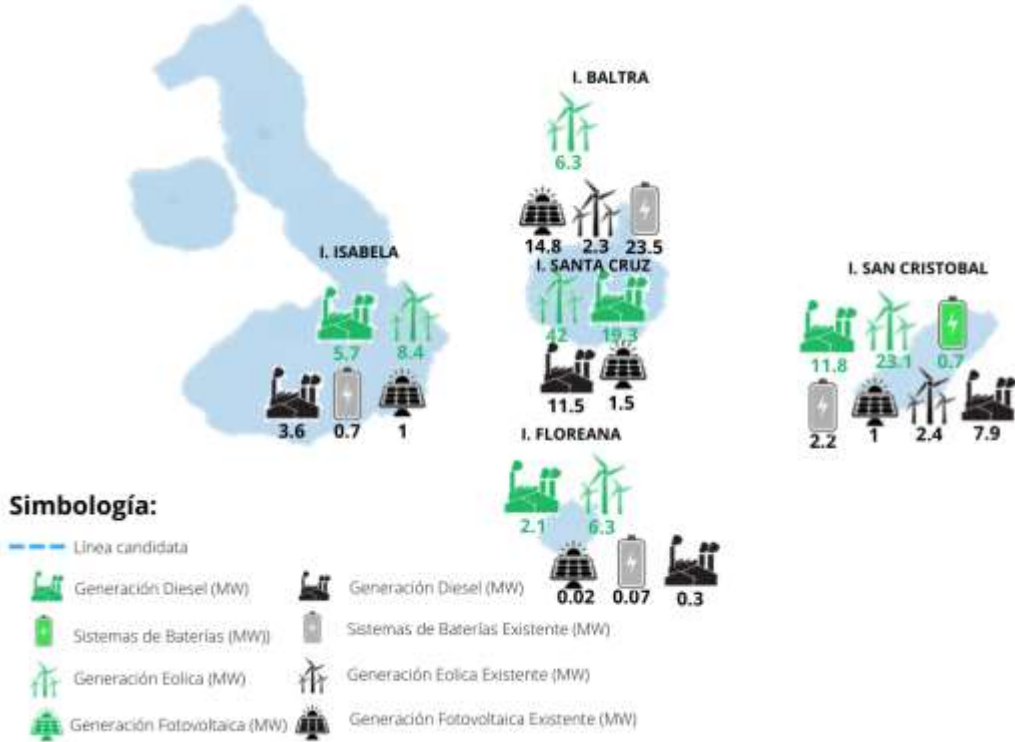 I. BALTRA
6.3
14.8 2.3 23.5
I. ISABELA
I. SANTA CRUZ
I. SAN CRISTOBAL
5.7 8.4
42 19.3
11.8 23.1 0.7
3.6 0.7 1
11.5 1.5
2.2 1 2.4 7.9
I. FLOREANA
2.1 6.3
0.02 0.07 0.3
Simbología:
Línea candidata
Generación Diesel (MW)
Generación Diesel (MW)
Sistemas de Baterías (MW))
Sistemas de Baterías Existente (MW)
Generación Eolica (MW)
Generación Eolica Existente (MW)
Generación Fotovoltaica (MW)
Generación Fotovoltaica Existente (MW)